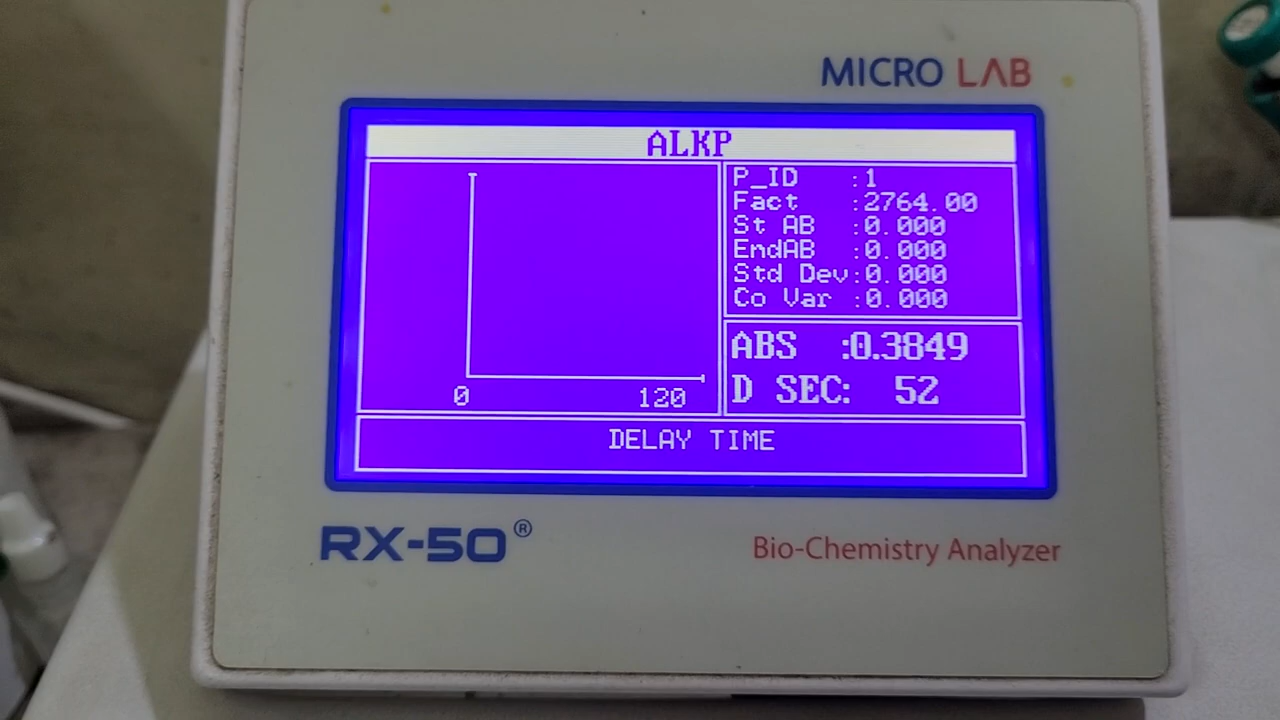 MICRO LAB
ALKP
P_ID :1
Fact :2764.00
St AB :0.000
EndAB :0.000
Std Dev:0.000
Co Var :0.000
ABS :0.3849
D SEC: 52
0 120
DELAY TIME
RX-50®
Bio-Chemistry Analyzer